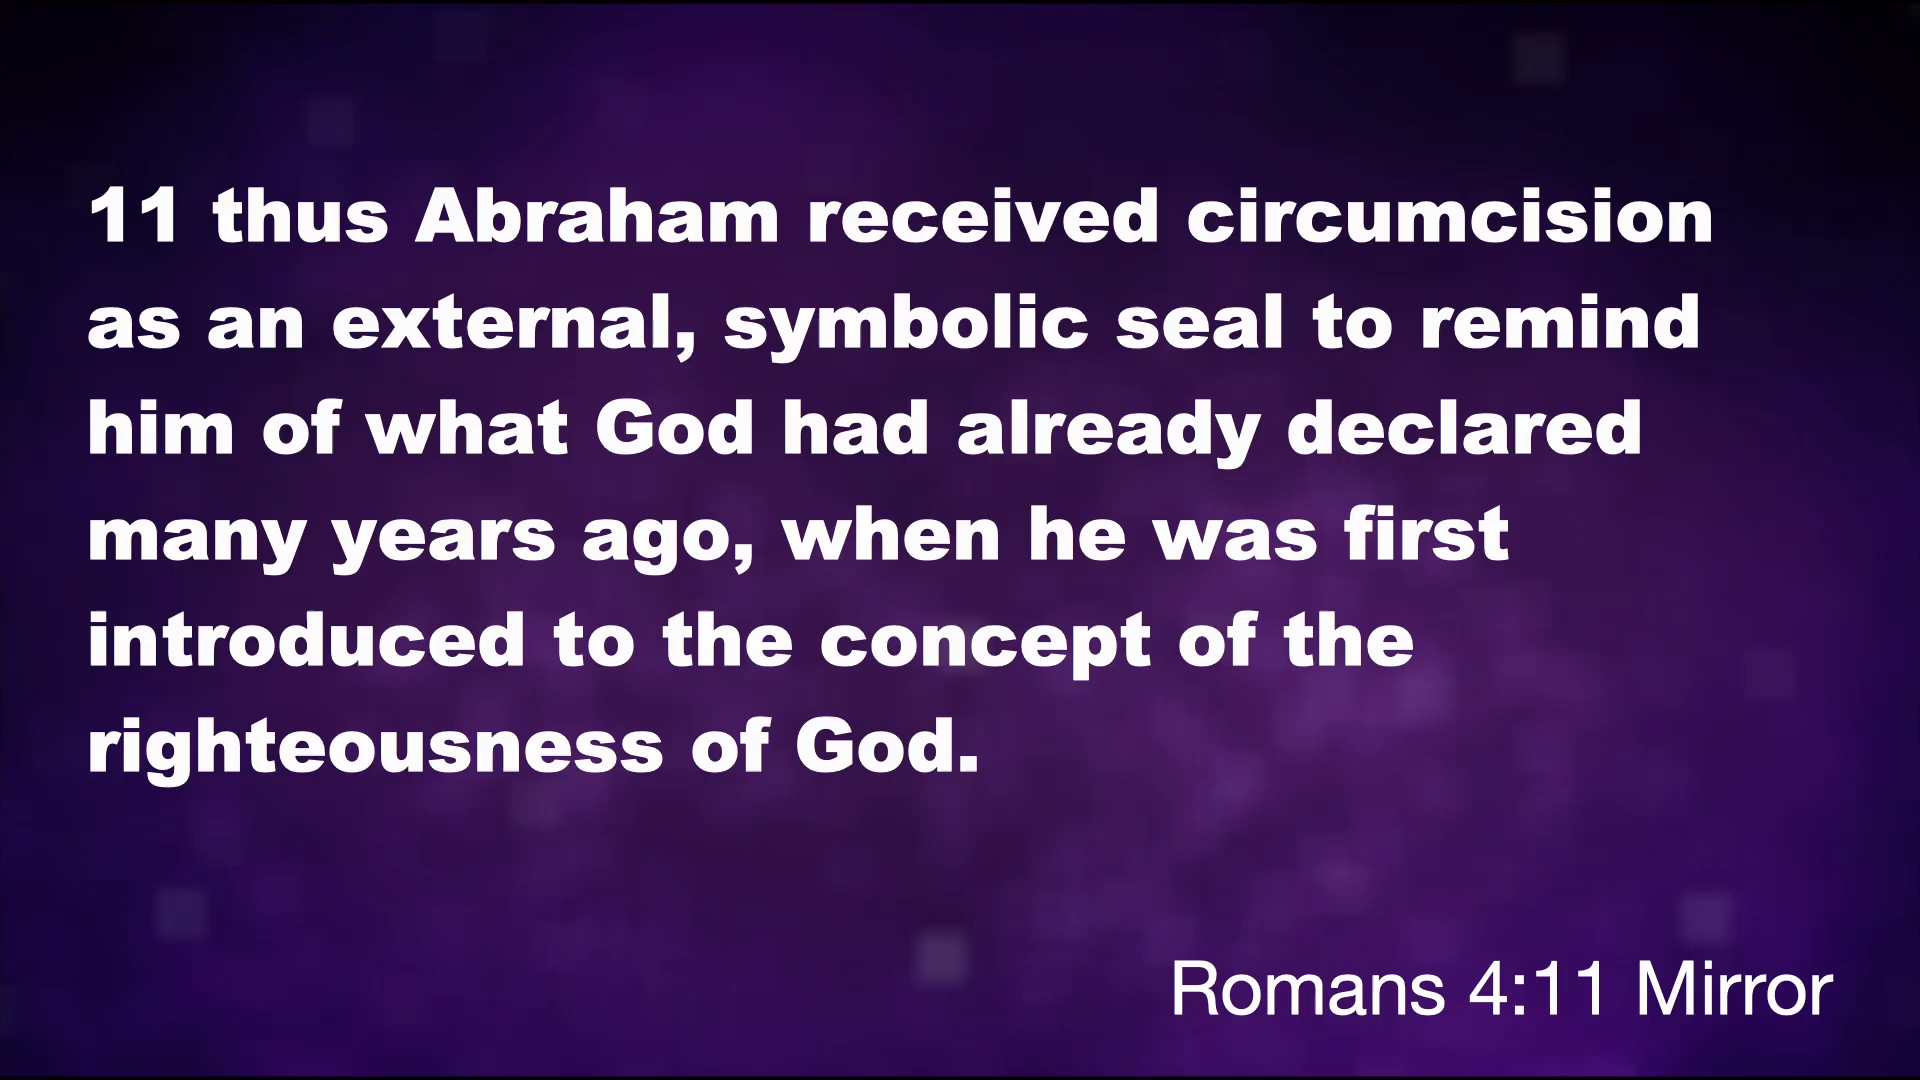 11 thus Abraham received circumcision
as an external, symbolic seal to remind
him of what God had already declared
many years ago, when he was first
introduced to the concept of the
righteousness of God.
Romans 4:11 Mirror